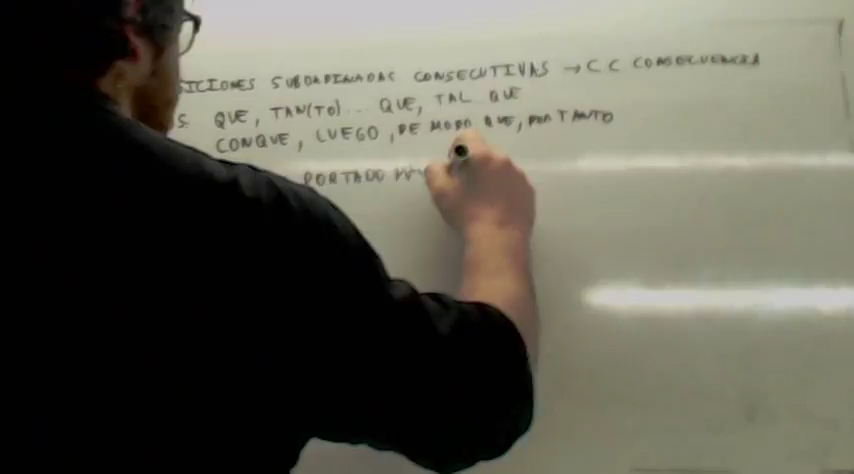 SICIONES SUBORDINADAS CONSECUTIVAS → C C CONSECUENCIA
S: QUE, TAN(TO)... QUE, TAL QUE
CONQUE, LUEGO, DE MODO QUE, POR TANTO
PORTADO